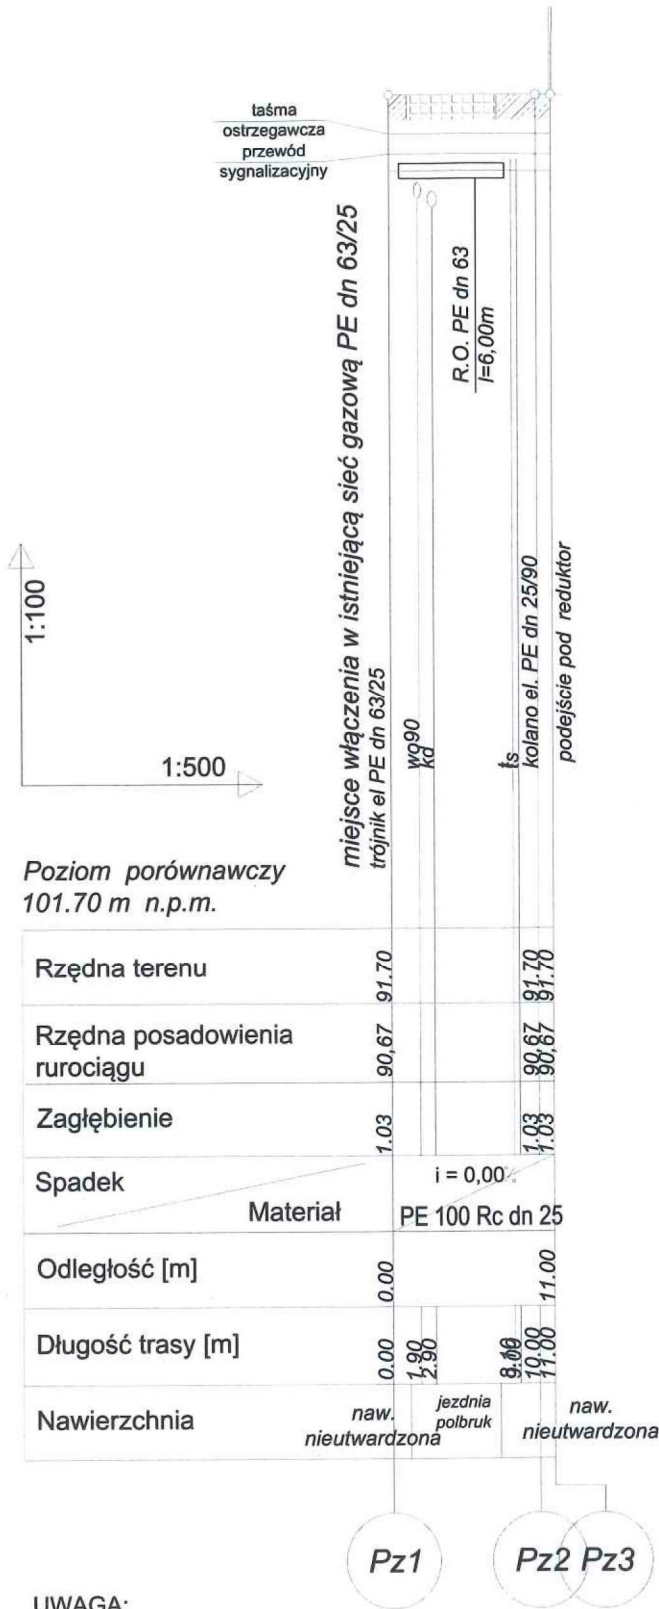 taśma
ostrzegawcza
przewód
sygnalizacyjny
miejsce włączenia w istniejącą sieć gazową PE dn 63/25
trójnik el PE dn 63/25
wo90
kd
R.O. PE dn 63
l=6,00m
ts
kolano el. PE dn 25/90
podejście pod reduktor
1:100
1:500
Poziom porównawczy
101.70 m n.p.m.
Rzędna terenu
91.70
91.70
91.70
Rzędna posadowienia
rurociągu
90,67
90,67
90,67
Zagłębienie
1.03
1.03
1.03
Spadek
i = 0,00%
Materiał
PE 100 Rc dn 25
Odległość [m]
0.00
11.00
Długość trasy [m]
0.00
1.90
2.90
9.00
10.00
11.00
Nawierzchnia
naw.
nieutwardzona
jezdnia
polbruk
naw.
nieutwardzona
Pz1
Pz2
Pz3
UWAGA: